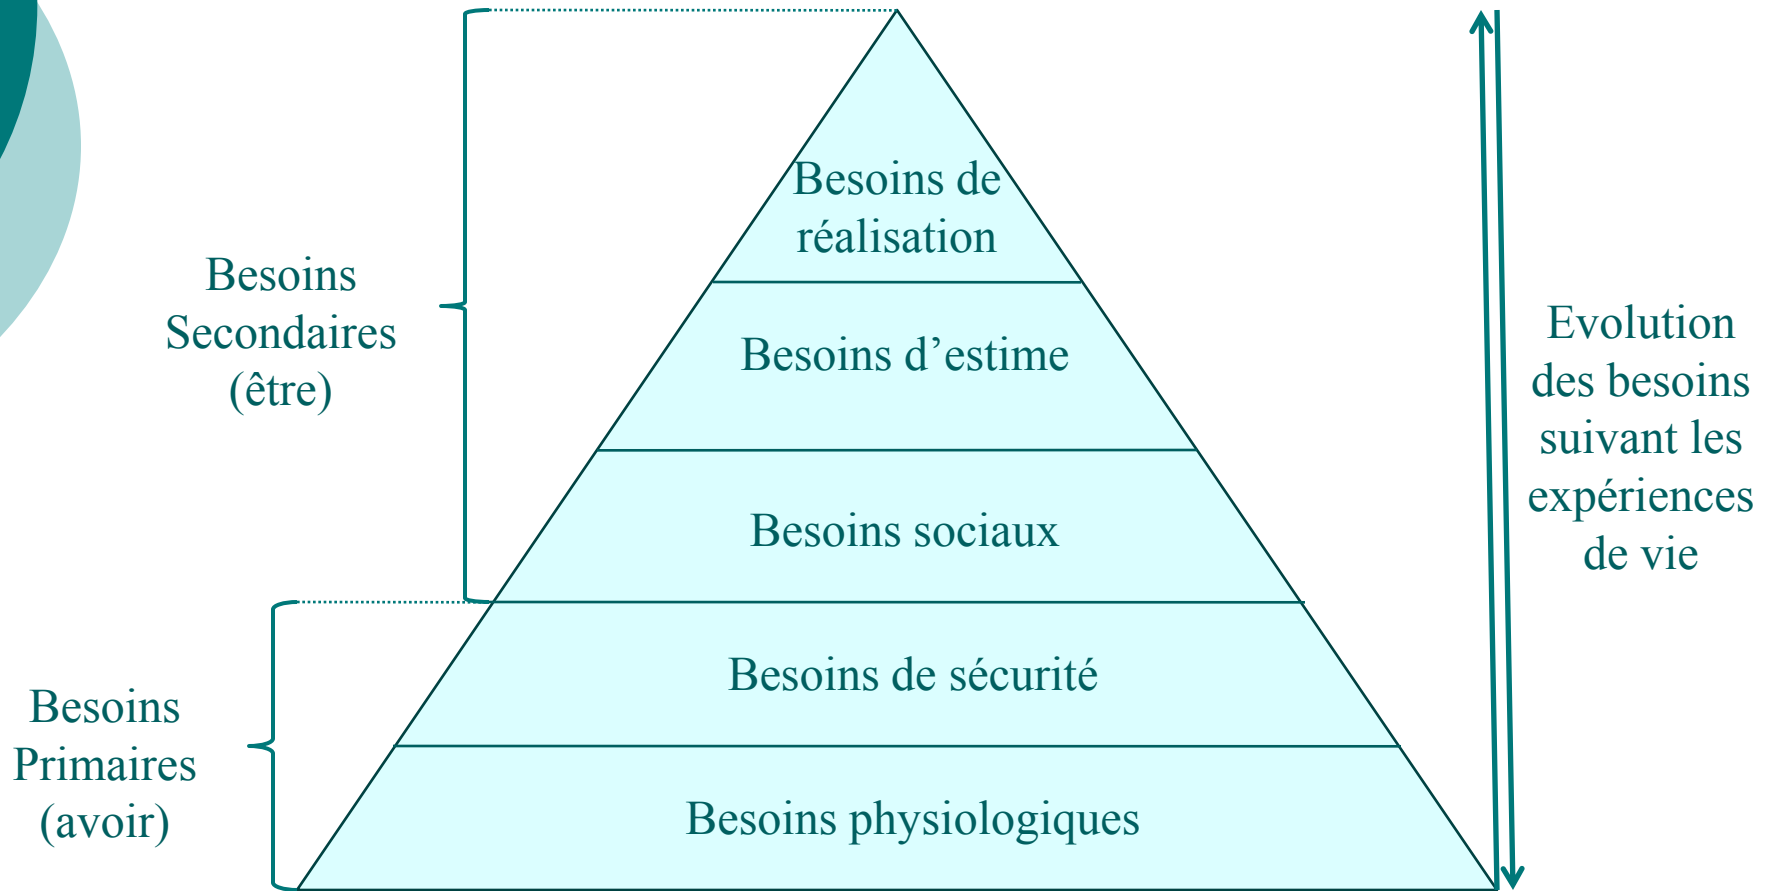 Besoins de
réalisation
Besoins d’estime
Besoins sociaux
Besoins de sécurité
Besoins physiologiques
Besoins
Secondaires
(être)
Besoins
Primaires
(avoir)
Evolution
des besoins
suivant les
expériences
de vie